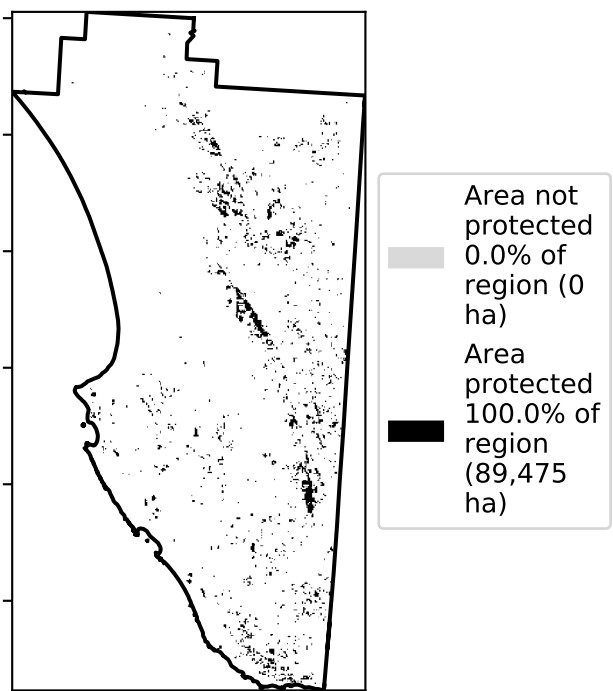 Area not
protected
0.0% of
region (0
ha)
Area
protected
100.0% of
region
(89,475
ha)